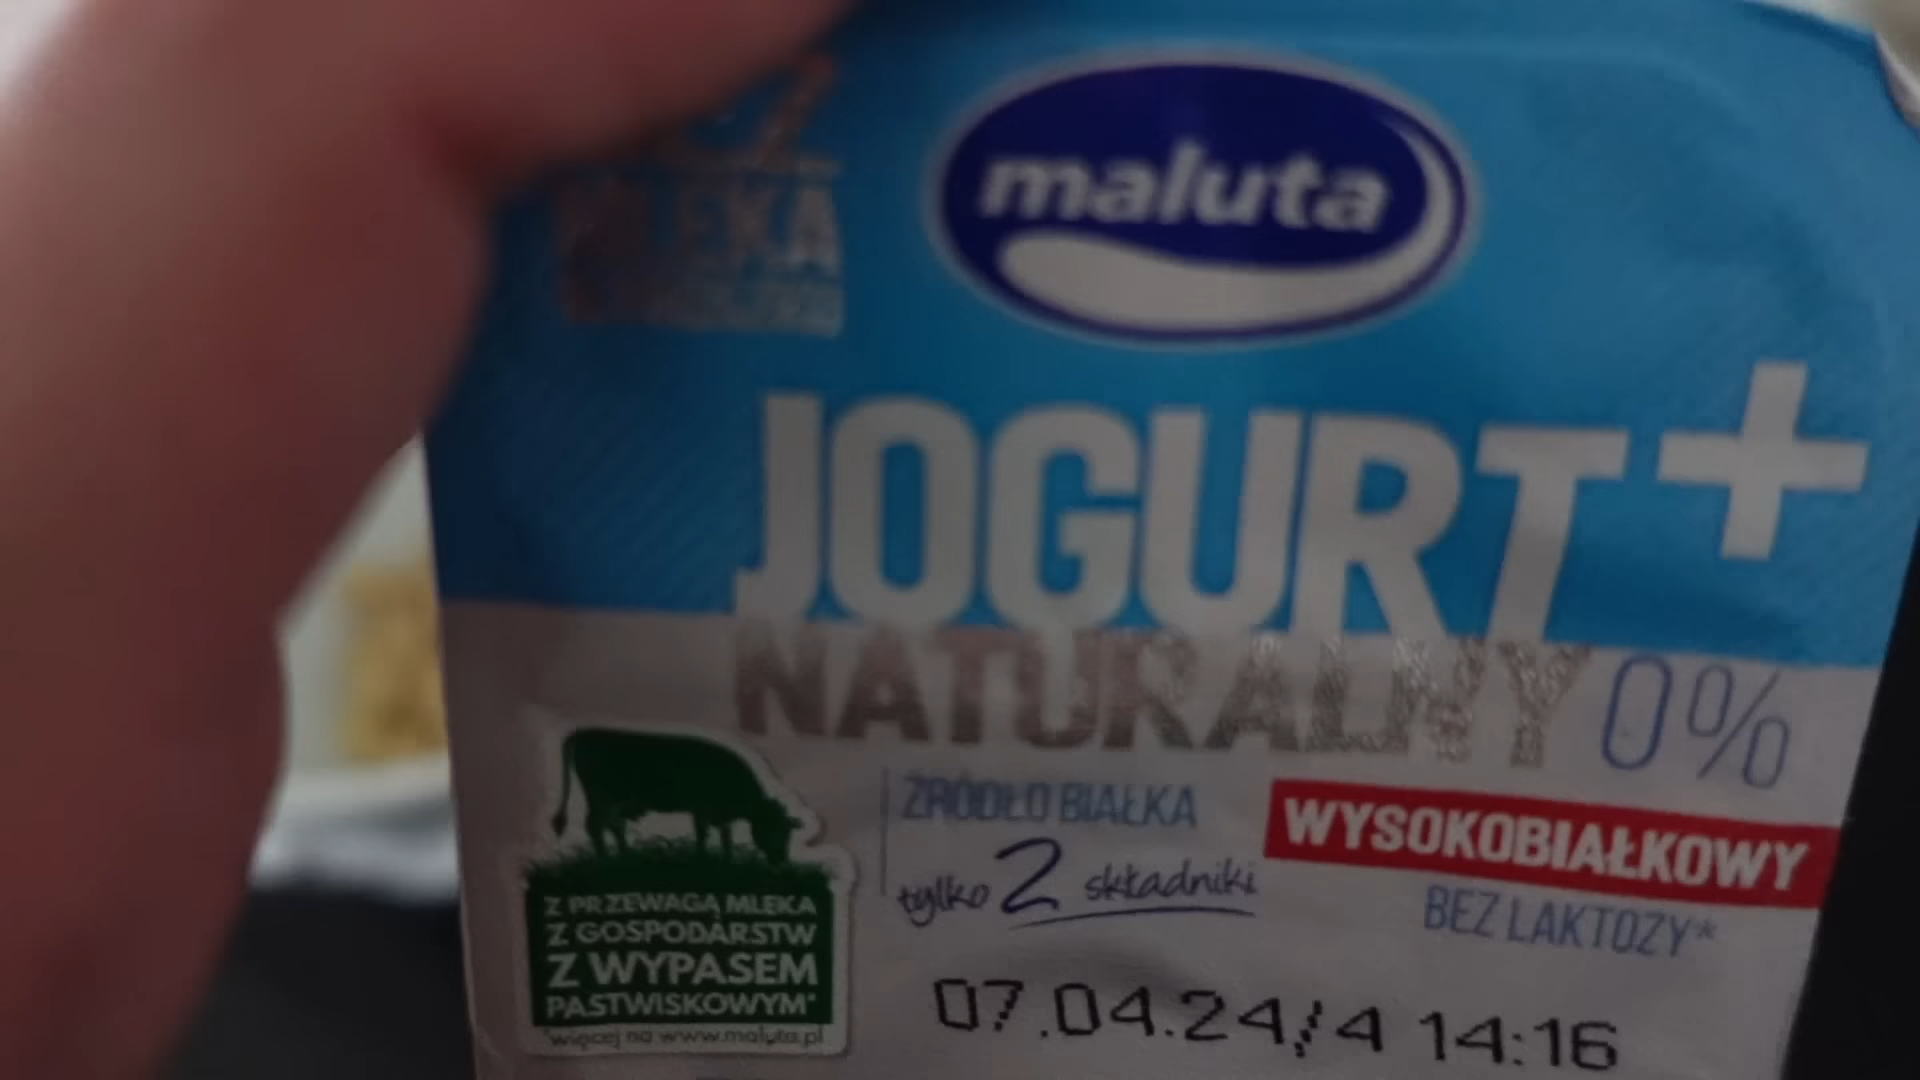 MLEKA
maluta
JOGURT+
NATURALNY 0%
ŹRÓDŁO BIAŁKA
tylko 2 składniki
WYSOKOBIAŁKOWY
BEZ LAKTOZY*
Z PRZEWAGĄ MLEKA
Z GOSPODARSTW
Z WYPASEM
PASTWISKOWYM*
*więcej na www.maluta.pl
07.04.24/4 14:16